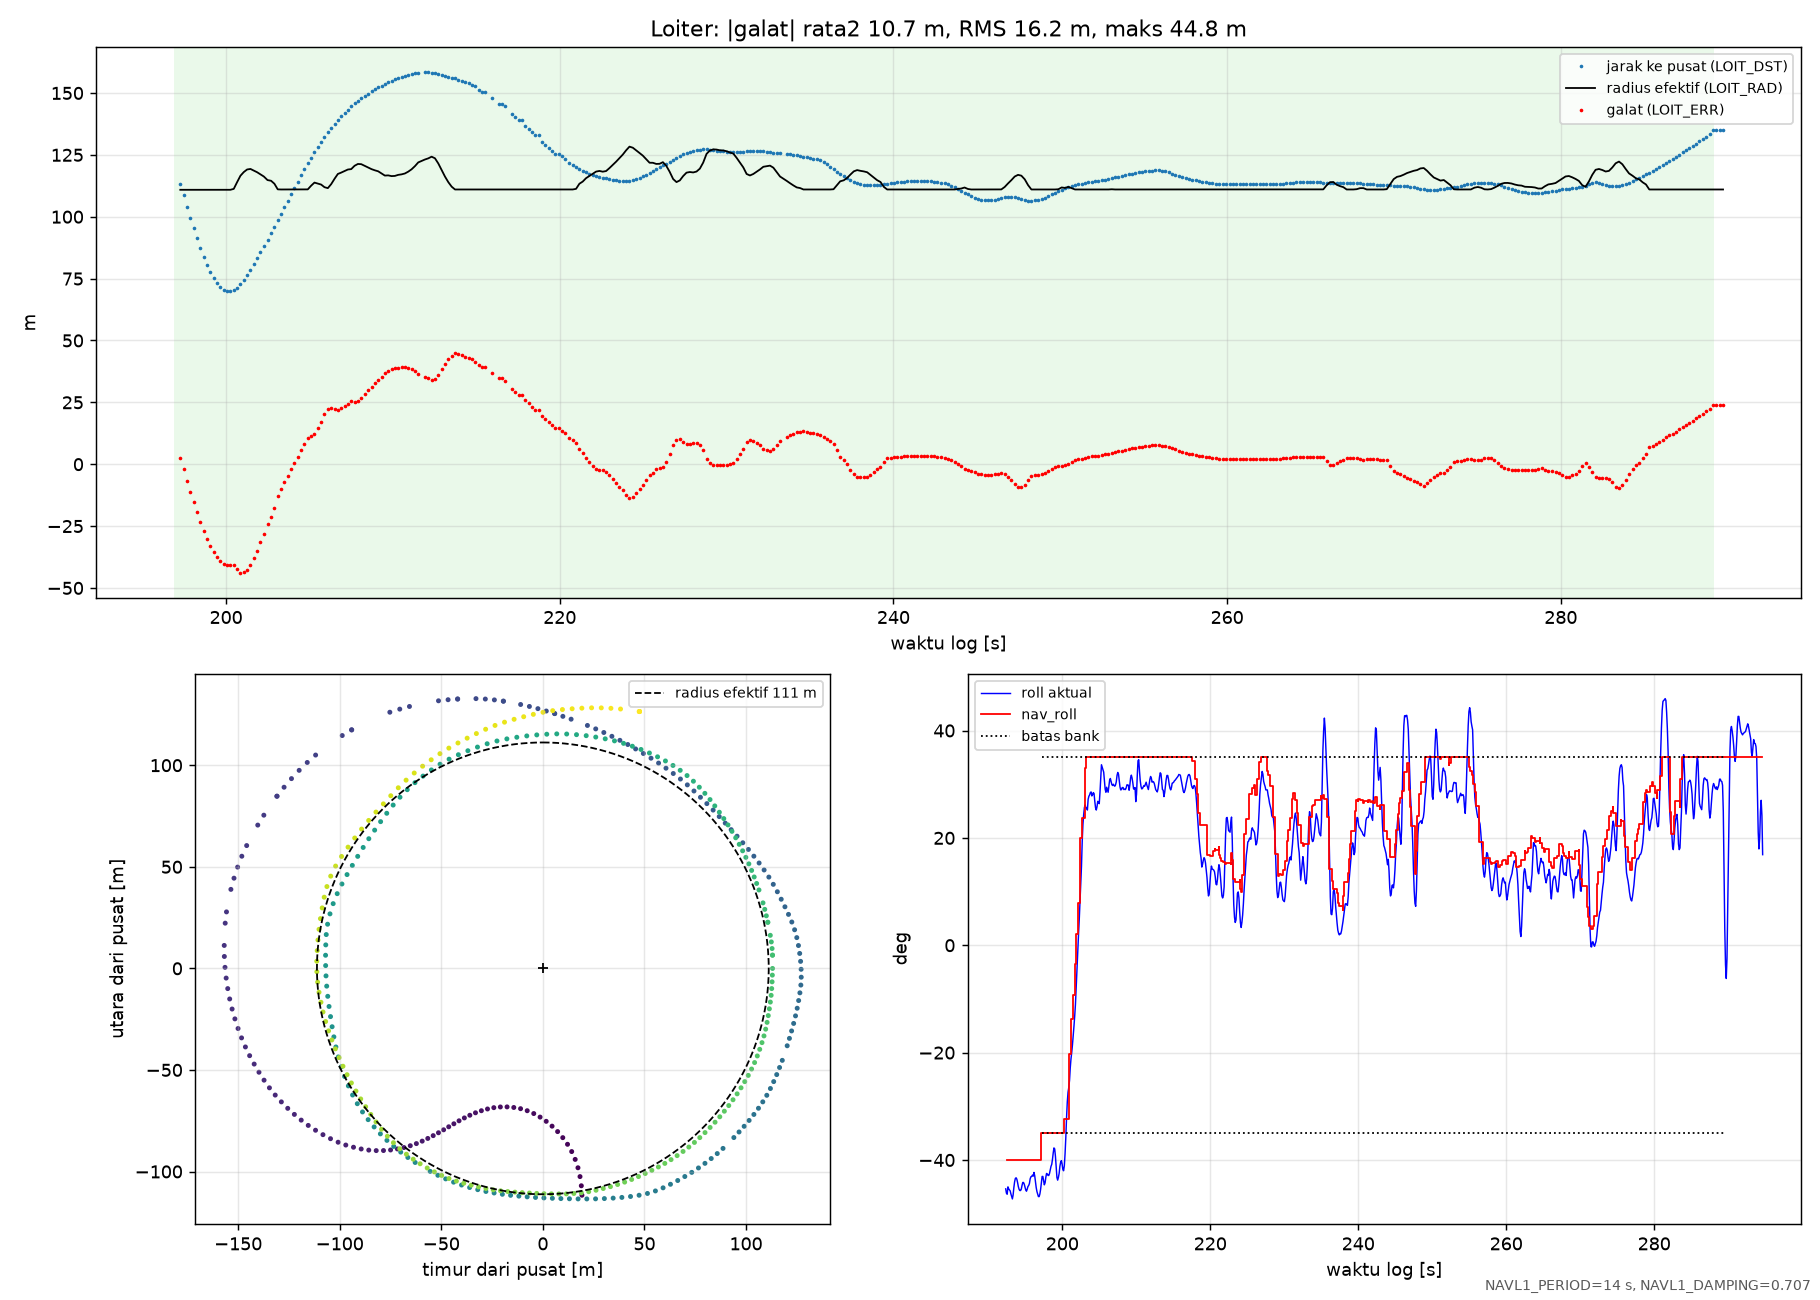 Loiter: |galat| rata2 10.7 m, RMS 16.2 m, maks 44.8 m
jarak ke pusat (LOIT_DST)
radius efektif (LOIT_RAD)
galat (LOIT_ERR)
150
125
100
75
50
25
0
−25
−50
m
200 220 240 260 280
waktu log [s]
radius efektif 111 m
100
50
0
−50
−100
utara dari pusat [m]
−150 −100 −50 0 50 100
timur dari pusat [m]
roll aktual
nav_roll
batas bank
40
20
0
−20
−40
deg
200 220 240 260 280
waktu log [s]
NAVL1_PERIOD=14 s, NAVL1_DAMPING=0.707